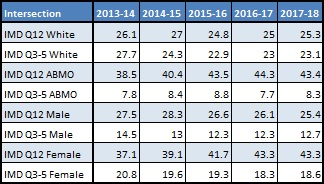 Intersection 2013-14 2014-15 2015-16 2016-17 2017-18
IMD Q12 White 26.1 27 24.8 25 25.3
IMD Q3-5 White 27.7 24.3 22.9 23 23.1
IMD Q12 ABMO 38.5 40.4 43.5 44.3 43.4
IMD Q3-5 ABMO 7.8 8.4 8.8 7.7 8.3
IMD Q12 Male 27.5 28.3 26.6 26.1 25.4
IMD Q3-5 Male 14.5 13 12.3 12.3 12.7
IMD Q12 Female 37.1 39.1 41.7 43.3 43.3
IMD Q3-5 Female 20.8 19.6 19.3 18.3 18.6